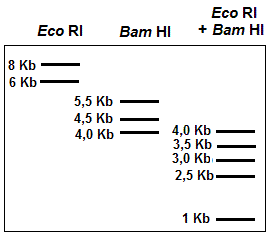 Eco RI
Bam HI
Eco RI
+ Bam HI
8 Kb
6 Kb
5,5 Kb
4,5 Kb
4,0 Kb
4,0 Kb
3,5 Kb
3,0 Kb
2,5 Kb
1 Kb